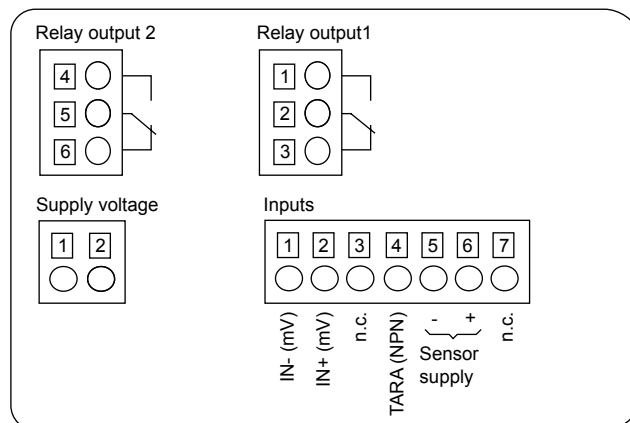 Relay output 2
Relay output1
4
5
6
1
2
3
Supply voltage
Inputs
1 2
1 2 3 4 5 6 7
IN- (mV)
IN+ (mV)
n.c.
TARA (NPN)
- +
Sensor
supply
n.c.